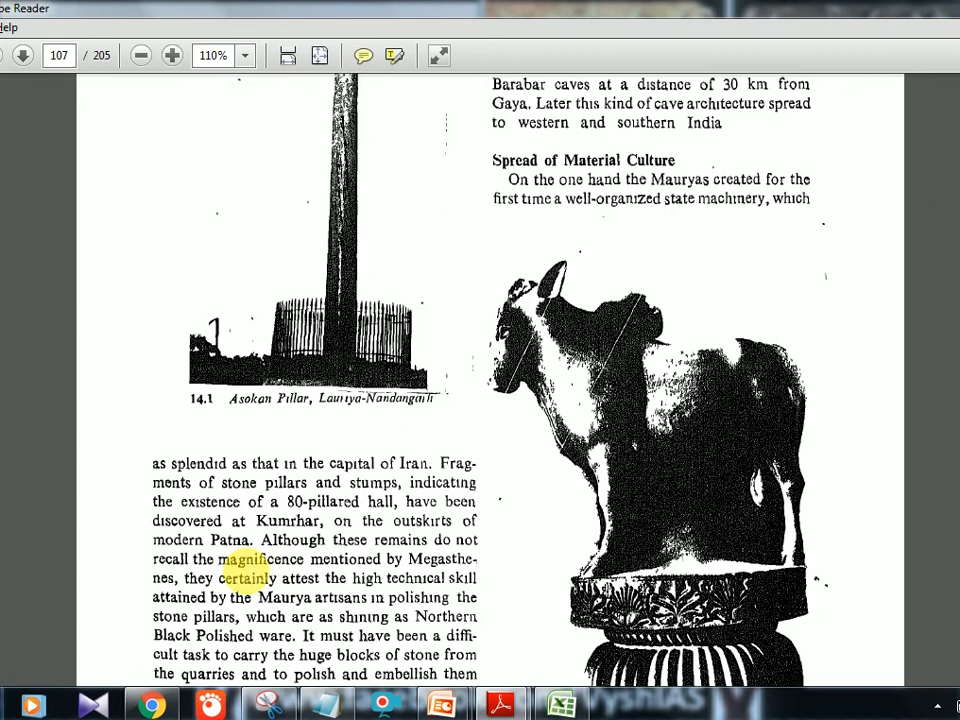 be Reader
Help
107 / 205
110%
Barabar caves at a distance of 30 km from
Gaya. Later this kind of cave architecture spread
to western and southern India
Spread of Material Culture
On the one hand the Mauryas created for the
first time a well-organized state machinery, which
14.1 Asokan Pillar, Lauriya-Nandangarh
as splendid as that in the capital of Iran. Frag-
ments of stone pillars and stumps, indicating
the existence of a 80-pillared hall, have been
discovered at Kumrhar, on the outskirts of
modern Patna. Although these remains do not
recall the magnificence mentioned by Megasthe-
nes, they certainly attest the high technical skill
attained by the Maurya artisans in polishing the
stone pillars, which are as shining as Northern
Black Polished ware. It must have been a diffi-
cult task to carry the huge blocks of stone from
the quarries and to polish and embellish them